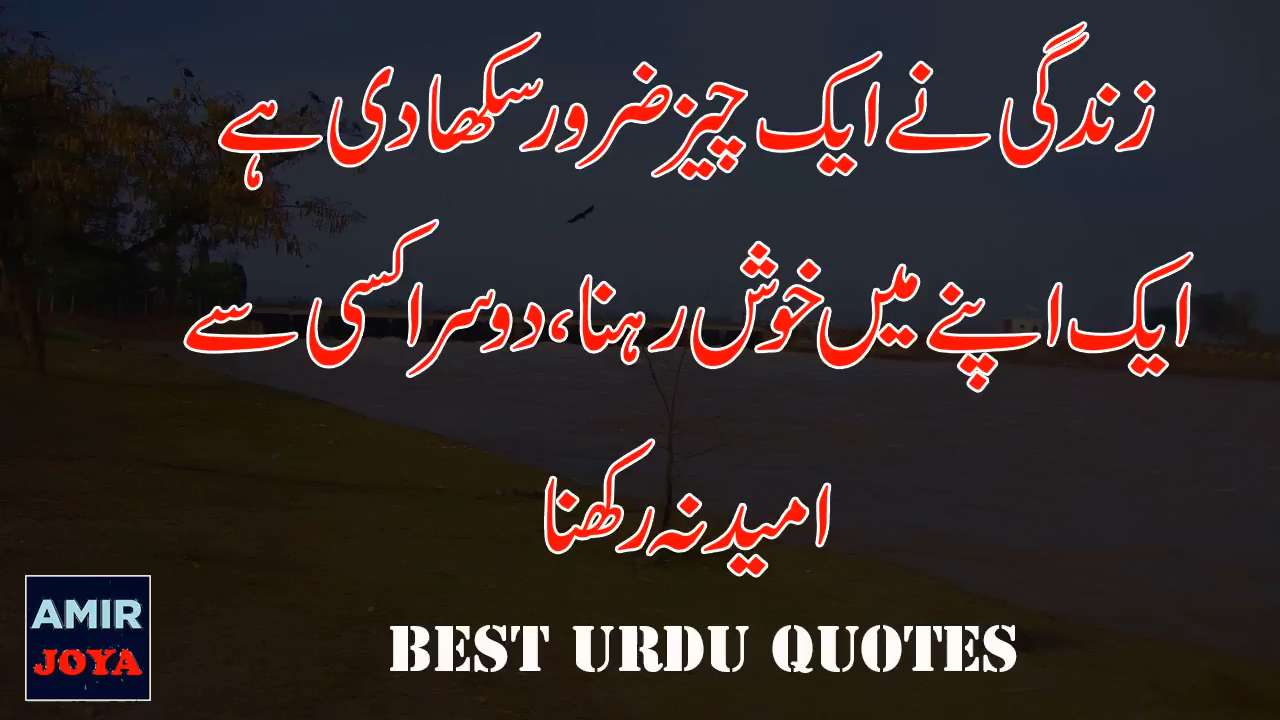 زندگی نے ایک چیز ضرور سکھا دی ہے
ایک اپنے میں خوش رہنا، دوسرا کسی سے
امید نہ رکھنا
BEST URDU QUOTES
AMIR
JOYA